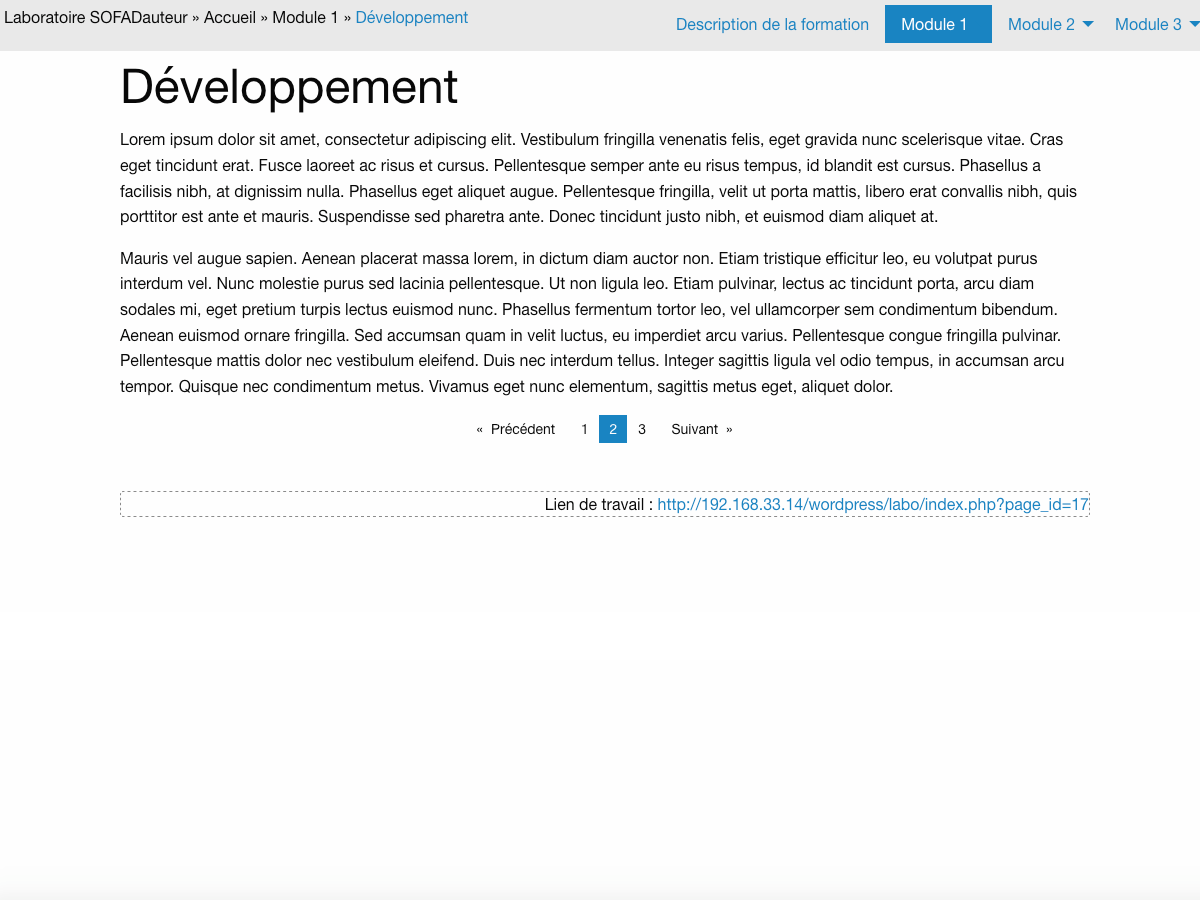 Laboratoire SOFADauteur » Accueil » Module 1 » Développement
Description de la formation Module 1 Module 2 Module 3
Développement
Lorem ipsum dolor sit amet, consectetur adipiscing elit. Vestibulum fringilla venenatis felis, eget gravida nunc scelerisque vitae. Cras
eget tincidunt erat. Fusce laoreet ac risus et cursus. Pellentesque semper ante eu risus tempus, id blandit est cursus. Phasellus a
facilisis nibh, at dignissim nulla. Phasellus eget aliquet augue. Pellentesque fringilla, velit ut porta mattis, libero erat convallis nibh, quis
porttitor est ante et mauris. Suspendisse sed pharetra ante. Donec tincidunt justo nibh, et euismod diam aliquet at.
Mauris vel augue sapien. Aenean placerat massa lorem, in dictum diam auctor non. Etiam tristique efficitur leo, eu volutpat purus
interdum vel. Nunc molestie purus sed lacinia pellentesque. Ut non ligula leo. Etiam pulvinar, lectus ac tincidunt porta, arcu diam
sodales mi, eget pretium turpis lectus euismod nunc. Phasellus fermentum tortor leo, vel ullamcorper sem condimentum bibendum.
Aenean euismod ornare fringilla. Sed accumsan quam in velit luctus, eu imperdiet arcu varius. Pellentesque congue fringilla pulvinar.
Pellentesque mattis dolor nec vestibulum eleifend. Duis nec interdum tellus. Integer sagittis ligula vel odio tempus, in accumsan arcu
tempor. Quisque nec condimentum metus. Vivamus eget nunc elementum, sagittis metus eget, aliquet dolor.
« Précédent 1 2 3 Suivant »
Lien de travail : http://192.168.33.14/wordpress/labo/index.php?page_id=17